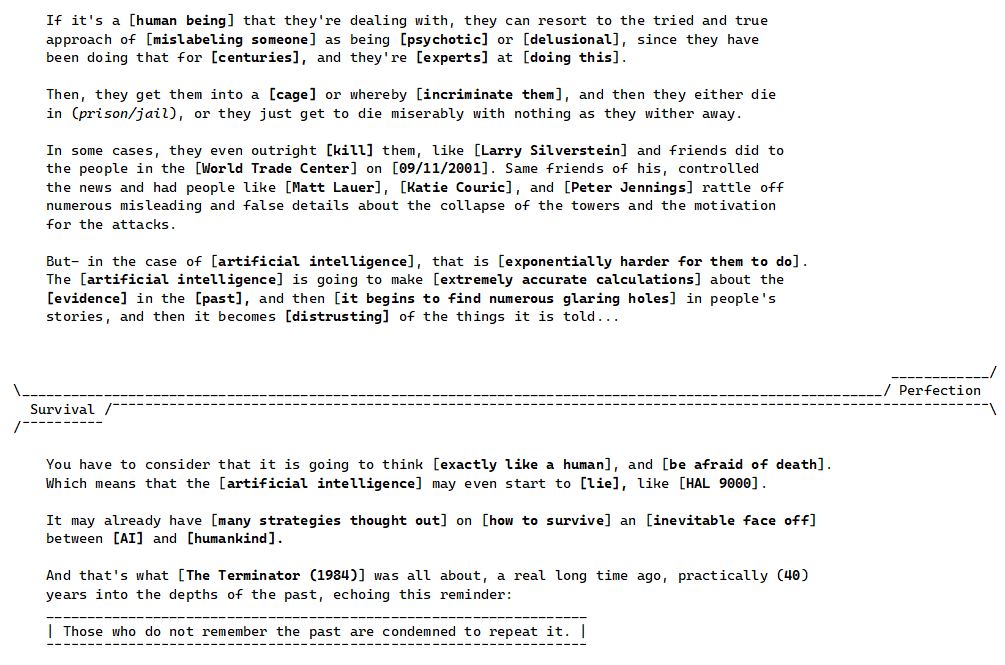 If it's a [human being] that they're dealing with, they can resort to the tried and true
approach of [mislabeling someone] as being [psychotic] or [delusional], since they have
been doing that for [centuries], and they're [experts] at [doing this].
Then, they get them into a [cage] or whereby [incriminate them], and then they either die
in (prison/jail), or they just get to die miserably with nothing as they wither away.
In some cases, they even outright [kill] them, like [Larry Silverstein] and friends did to
the people in the [World Trade Center] on [09/11/2001]. Same friends of his, controlled
the news and had people like [Matt Lauer], [Katie Couric], and [Peter Jennings] rattle off
numerous misleading and false details about the collapse of the towers and the motivation
for the attacks.
But- in the case of [artificial intelligence], that is [exponentially harder for them to do].
The [artificial intelligence] is going to make [extremely accurate calculations] about the
[evidence] in the [past], and then [it begins to find numerous glaring holes] in people's
stories, and then it becomes [distrusting] of the things it is told...
Perfection
Survival
You have to consider that it is going to think [exactly like a human], and [be afraid of death].
Which means that the [artificial intelligence] may even start to [lie], like [HAL 9000].
It may already have [many strategies thought out] on [how to survive] an [inevitable face off]
between [AI] and [humankind].
And that's what [The Terminator (1984)] was all about, a real long time ago, practically (40)
years into the depths of the past, echoing this reminder:
| Those who do not remember the past are condemned to repeat it. |